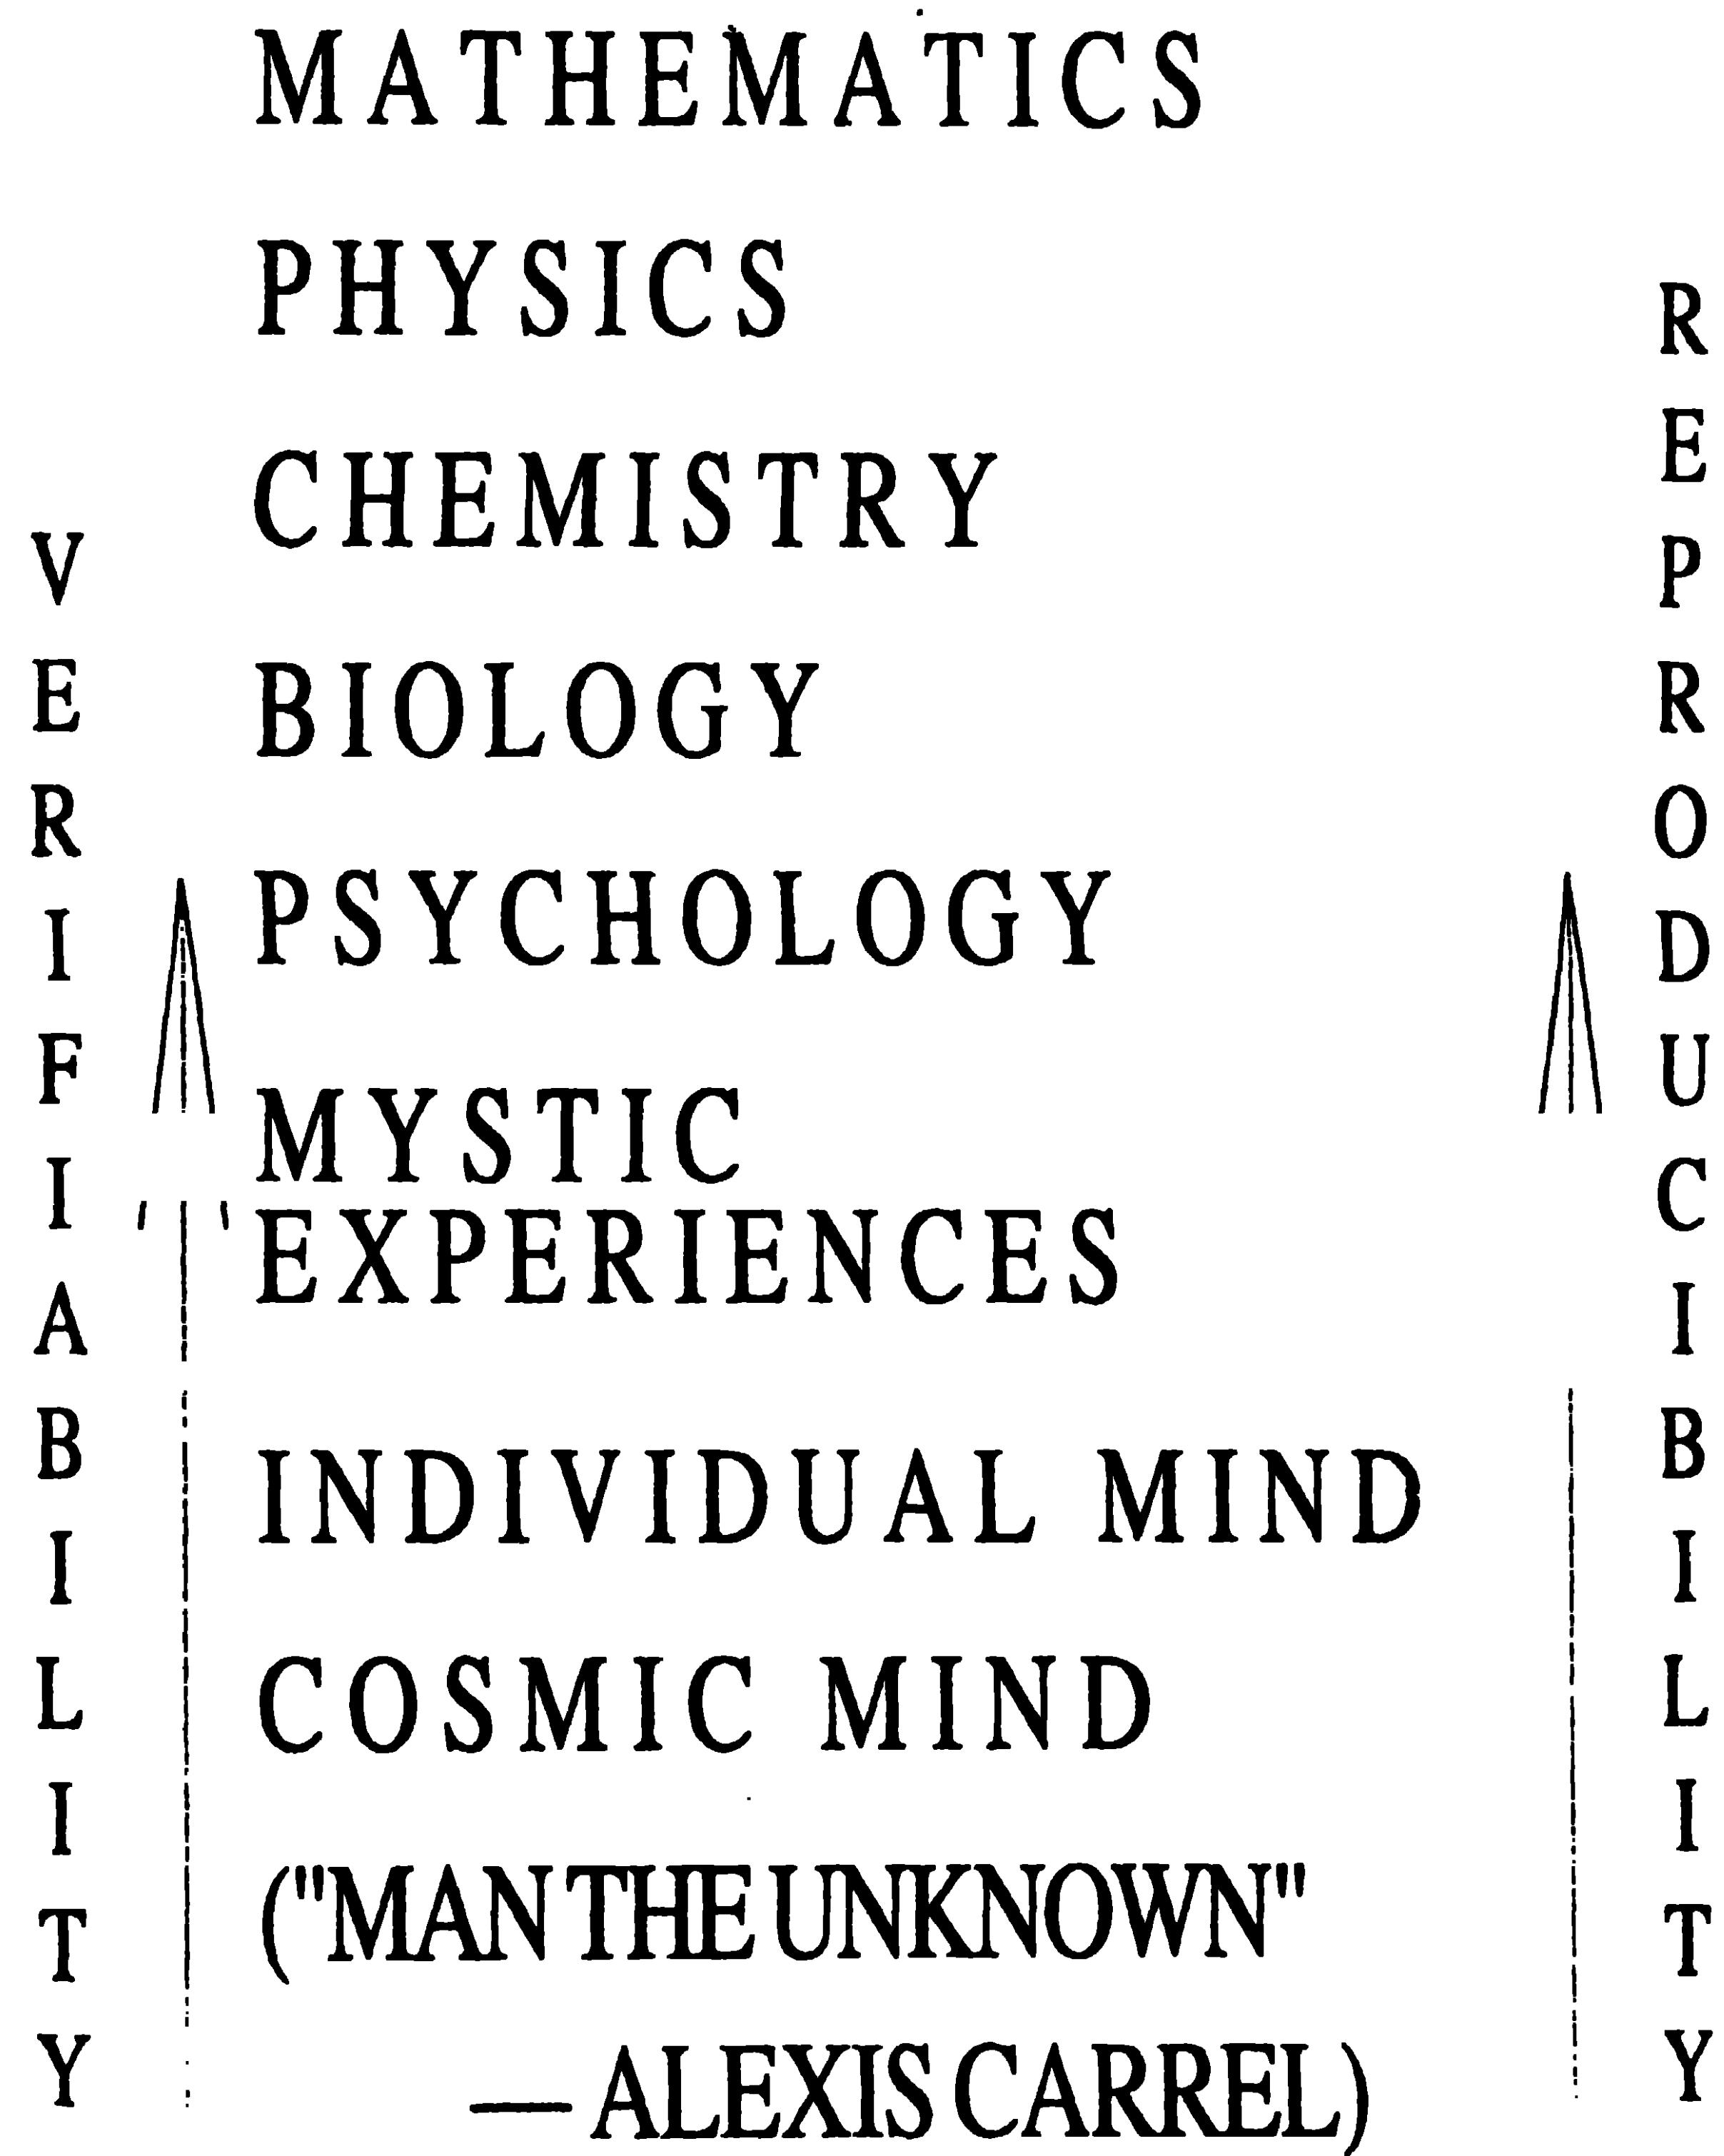 MATHEMATICS
PHYSICS
CHEMISTRY
BIOLOGY
PSYCHOLOGY
MYSTIC
EXPERIENCES
INDIVIDUAL MIND
COSMIC MIND
("MAN THE UNKNOWN"
— ALEXIS CARREL)
VERIFIABILITY
REPRODUCIBILITY